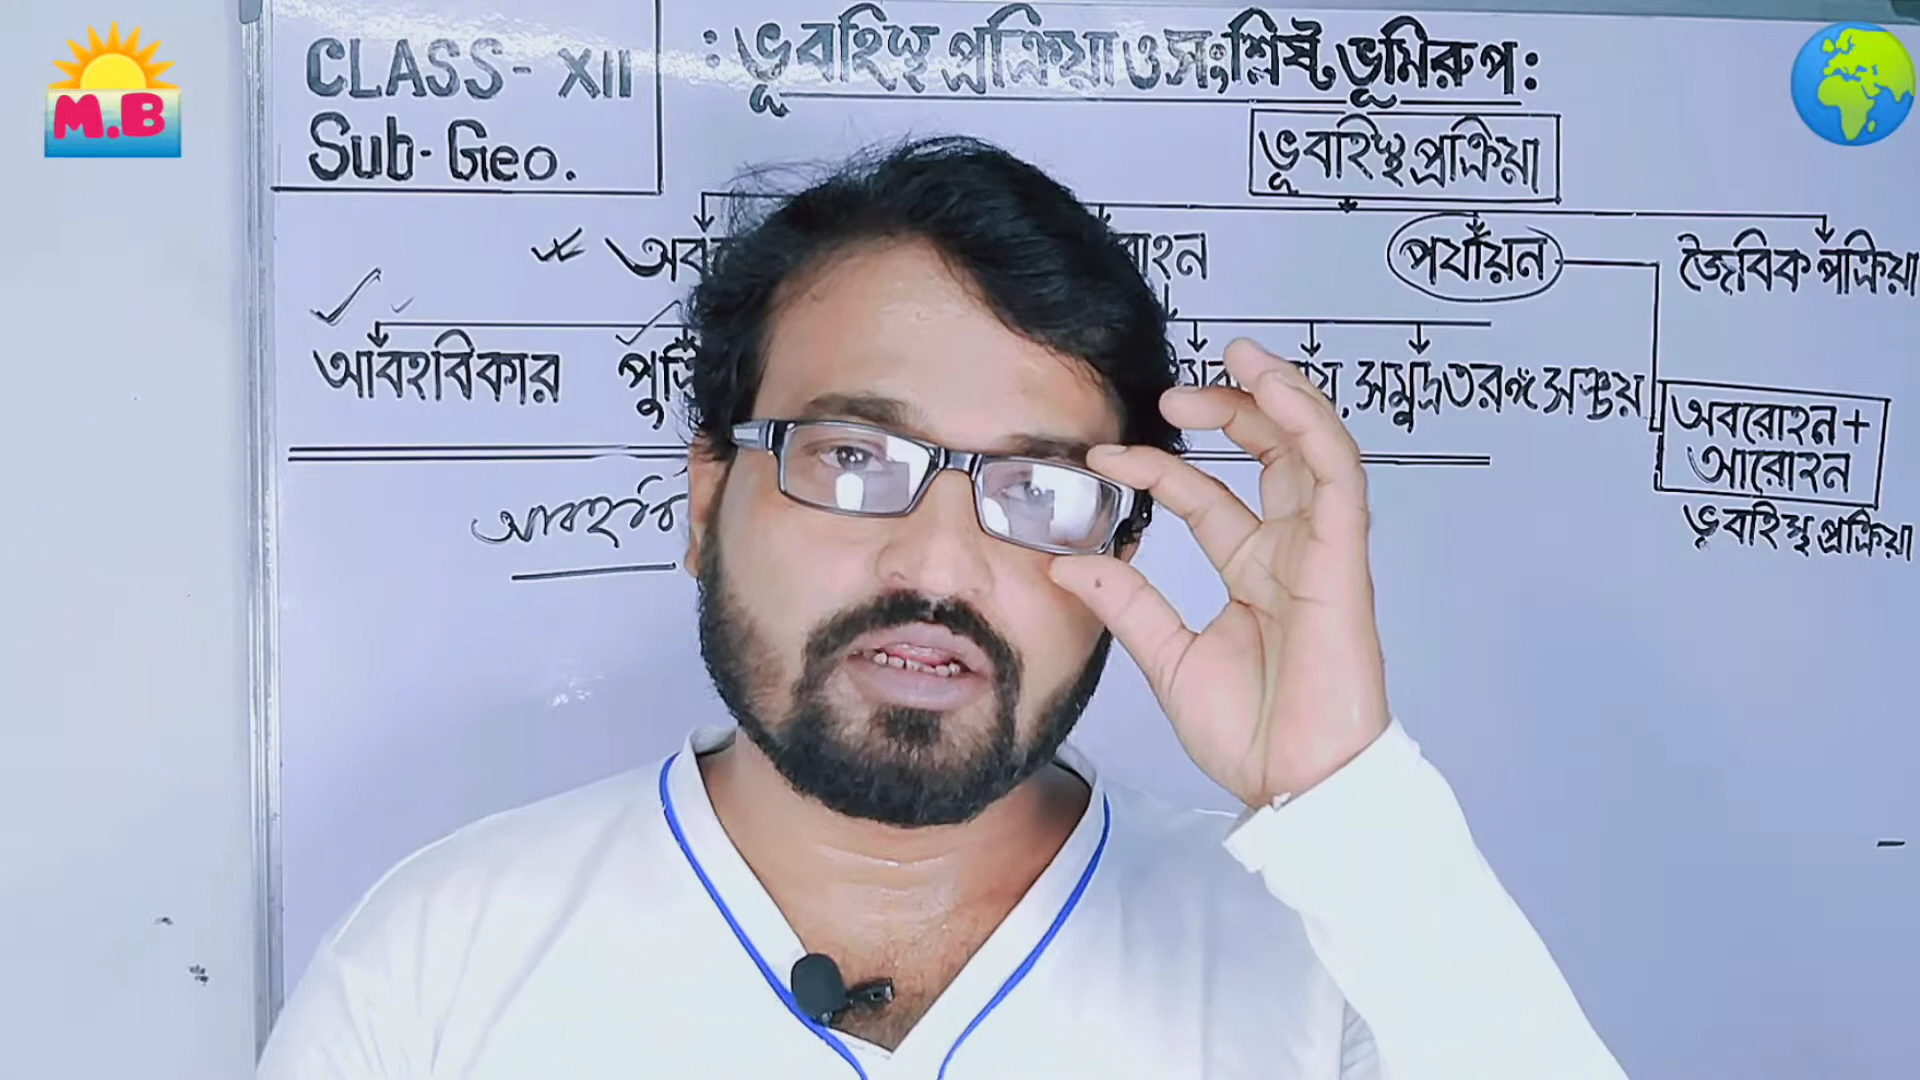 M.B
CLASS- XII
Sub- Geo.
: ভূবহিস্থ প্রক্রিয়া ও সংশ্লিষ্ট ভূমিরুপ :
ভূবহিস্থ প্রক্রিয়া
পর্যায়ন
জৈবিক প্রক্রিয়া
আবহবিকার
সমুদ্রতরঙ্গ সঞ্চয়
অবরোহন +
আরোহন
ভূবহিস্থ প্রক্রিয়া